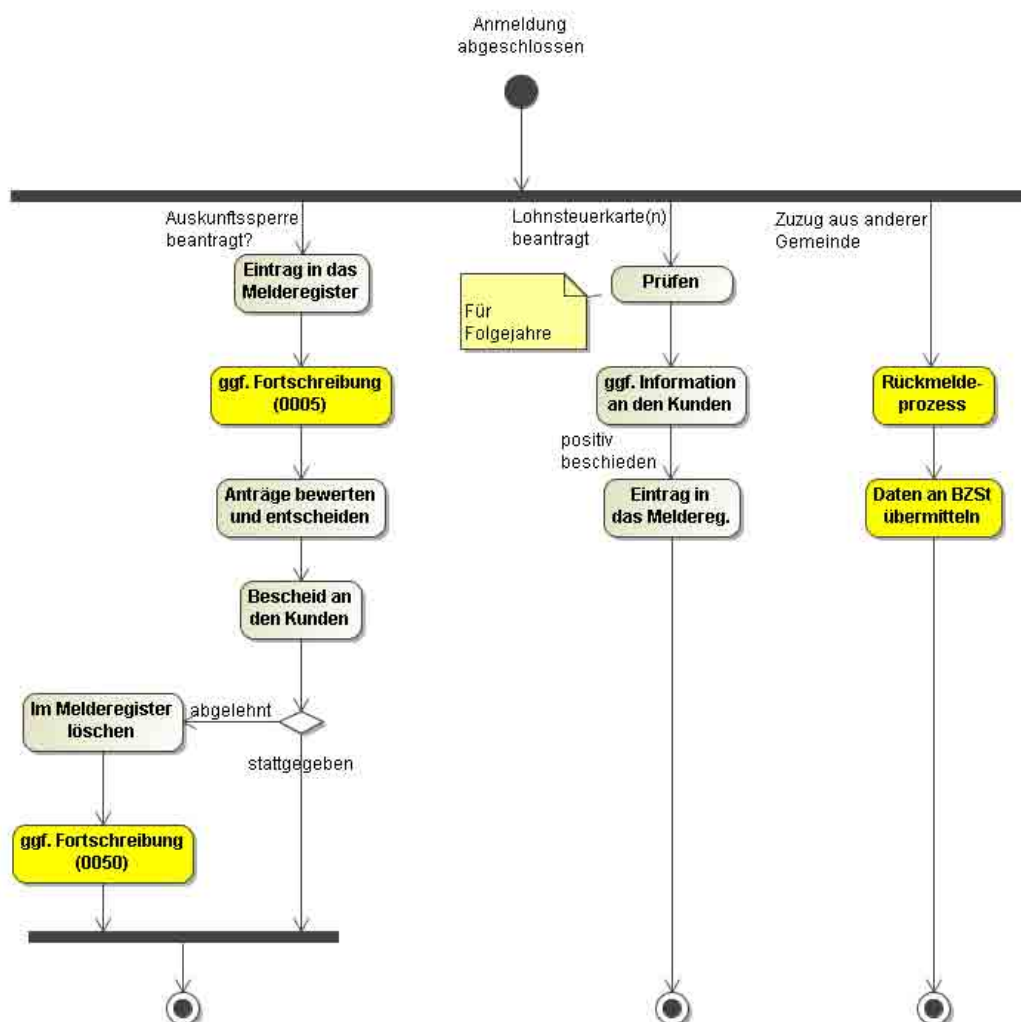 Anmeldung
abgeschlossen
Auskunftssperre
beantragt?
Eintrag in das
Melderegister
ggf. Fortschreibung
(0005)
Anträge bewerten
und entscheiden
Bescheid an
den Kunden
abgelehnt
Im Melderegister
löschen
stattgegeben
ggf. Fortschreibung
(0050)
Lohnsteuerkarte(n)
beantragt
Prüfen
Für
Folgejahre
ggf. Information
an den Kunden
positiv
beschieden
Eintrag in
das Meldereg.
Zuzug aus anderer
Gemeinde
Rückmelde-
prozess
Daten an BZSt
übermitteln